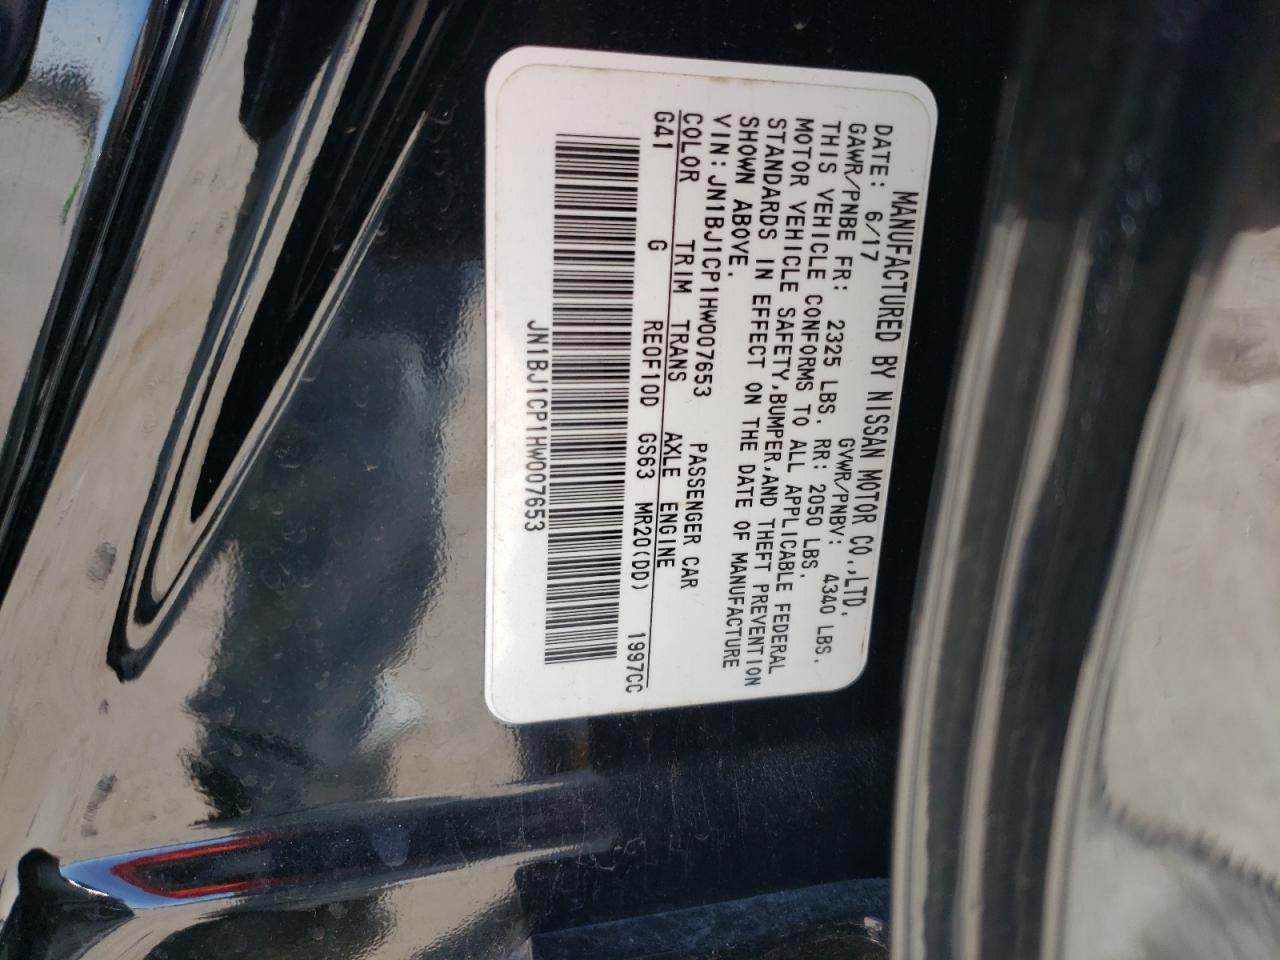 MANUFACTURED BY NISSAN MOTOR CO.,LTD.
DATE: 6/17 GVWR/PNBV: 4340 LBS.
GAWR/PNBE FR: 2325 LBS. RR: 2050 LBS.
THIS VEHICLE CONFORMS TO ALL APPLICABLE FEDERAL
MOTOR VEHICLE SAFETY,BUMPER,AND THEFT PREVENTION
STANDARDS IN EFFECT ON THE DATE OF MANUFACTURE
SHOWN ABOVE.
VIN:JN1BJ1CP1HW007653 PASSENGER CAR
COLOR TRIM TRANS AXLE ENGINE
G41 G RE0F10D GS63 MR20(DD) 1997CC
JN1BJ1CP1HW007653